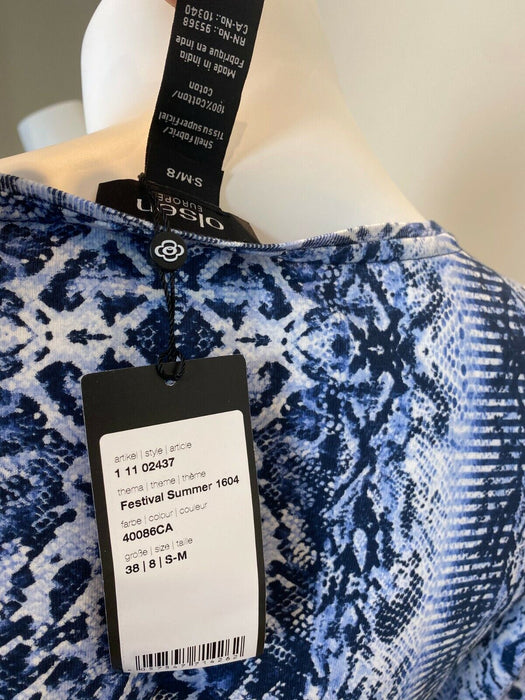 RN-No.: 95368
CA-No.: 10340
Made in India
Fabrique en inde
100%Cotton/
Coton
Shell Fabric/
Tissu superficiel
S-M/8
olsen
EUROPE
artikel | style | article
1 11 02437
thema | theme | thème
Festival Summer 1604
farbe | colour | couleur
40086CA
größe | size | taille
38 | 8 | S-M